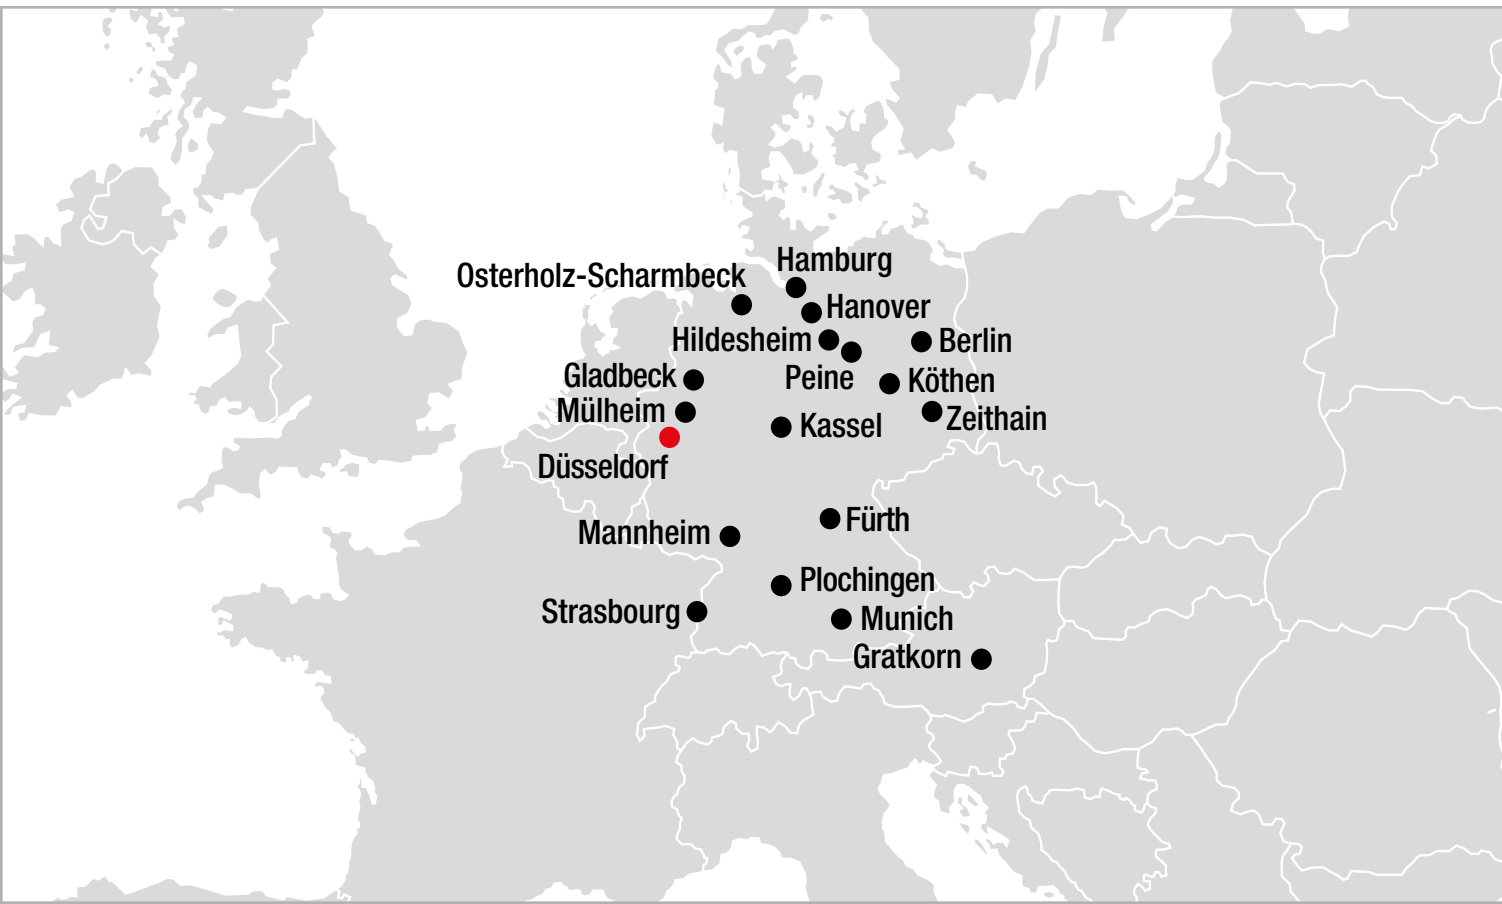 Hamburg
Osterholz-Scharmbeck
Hanover
Hildesheim
Berlin
Gladbeck
Peine
Köthen
Mülheim
Zeithain
Kassel
Düsseldorf
Fürth
Mannheim
Plochingen
Strasbourg
Munich
Gratkorn